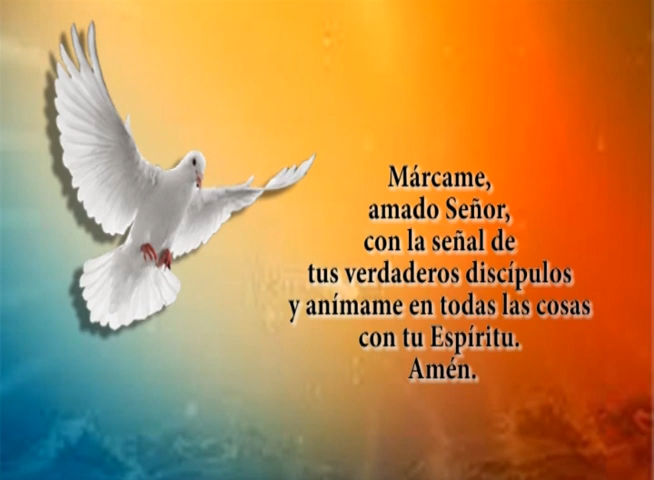 Márcame,
amado Señor,
con la señal de
tus verdaderos discípulos
y anímame en todas las cosas
con tu Espíritu.
Amén.